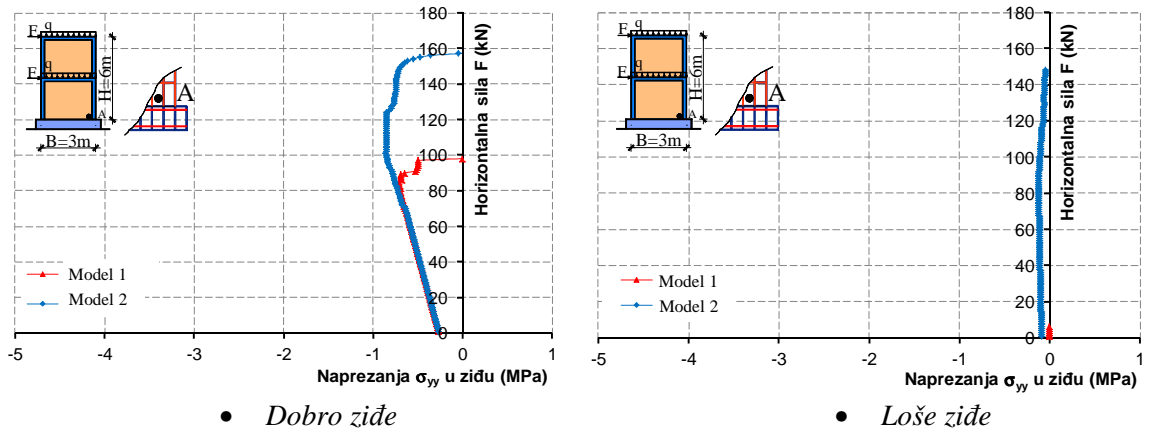 180
160
140
120
100
80
60
40
20
0
-5 -4 -3 -2 -1 0 1
Horizontalna sila F (kN)
Naprezanja σyy u ziđu (MPa)
q
F
q
F
H=6m
A
B=3m
A
Model 1
Model 2
• Dobro ziđe
180
160
140
120
100
80
60
40
20
0
-5 -4 -3 -2 -1 0 1
Horizontalna sila F (kN)
Naprezanja σyy u ziđu (MPa)
q
F
q
F
H=6m
A
B=3m
A
Model 1
Model 2
• Loše ziđe